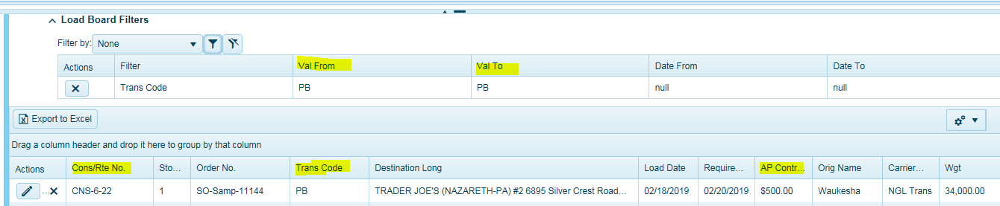 Load Board Filters
Filter by: None
Actions Filter Val From Val To Date From Date To
Trans Code PB PB null null
Export to Excel
Drag a column header and drop it here to group by that column
Actions Cons/Rte No. Sto... Order No. Trans Code Destination Long Load Date Require... AP Contr... Orig Name Carrier... Wgt
...X CNS-6-22 1 SO-Samp-11144 PB TRADER JOE'S (NAZARETH-PA) #2 6895 Silver Crest Road... 02/18/2019 02/20/2019 $500.00 Waukesha NGL Trans 34,000.00